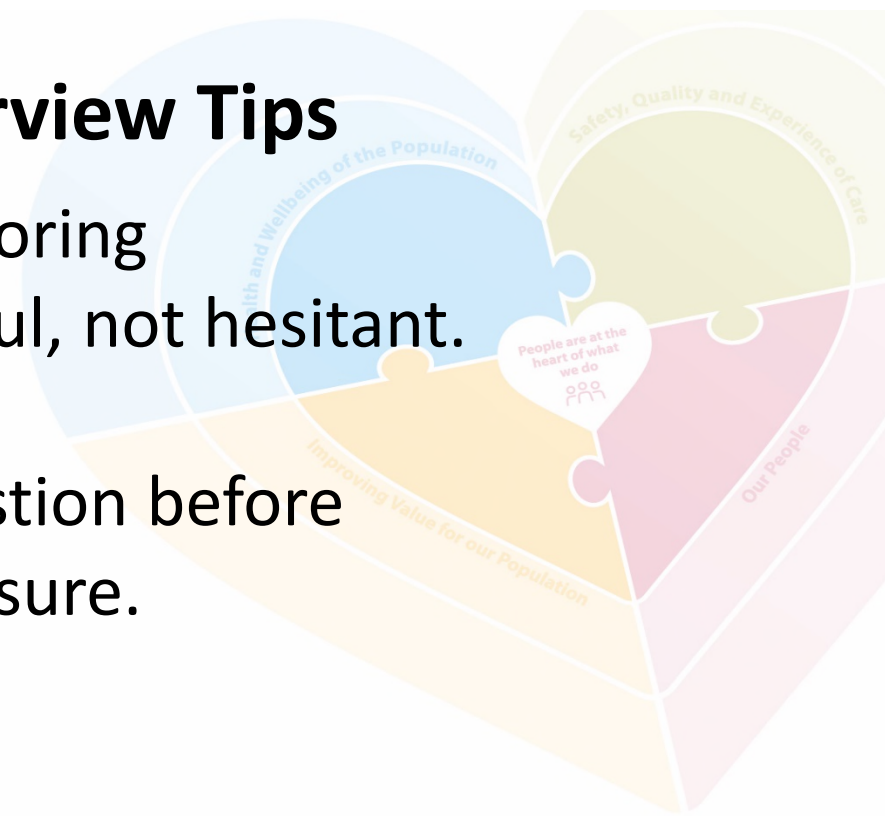 rview Tips
oring
ul, not hesitant.
stion before
sure.
lth and Wellbeing of the Population
Safety, Quality and Experience of Care
People are at the
heart of what
we do
Improving Value for our Population
Our People